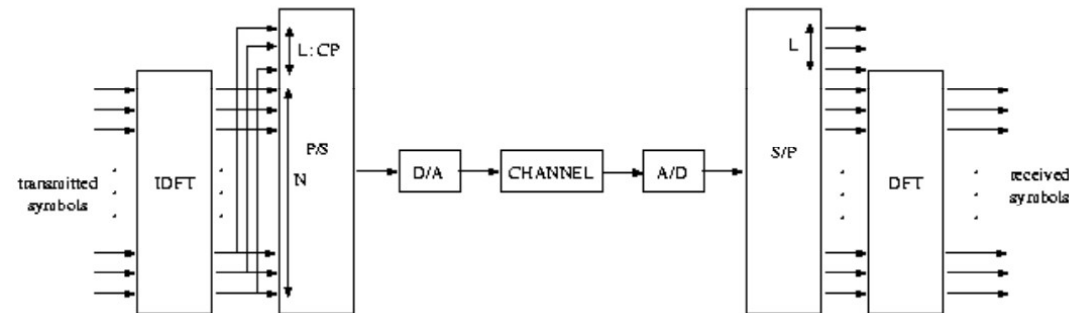 L: CP
L
P/S
S/P
transmitted
symbols
IDFT
N
D/A
CHANNEL
A/D
DFT
received
symbols